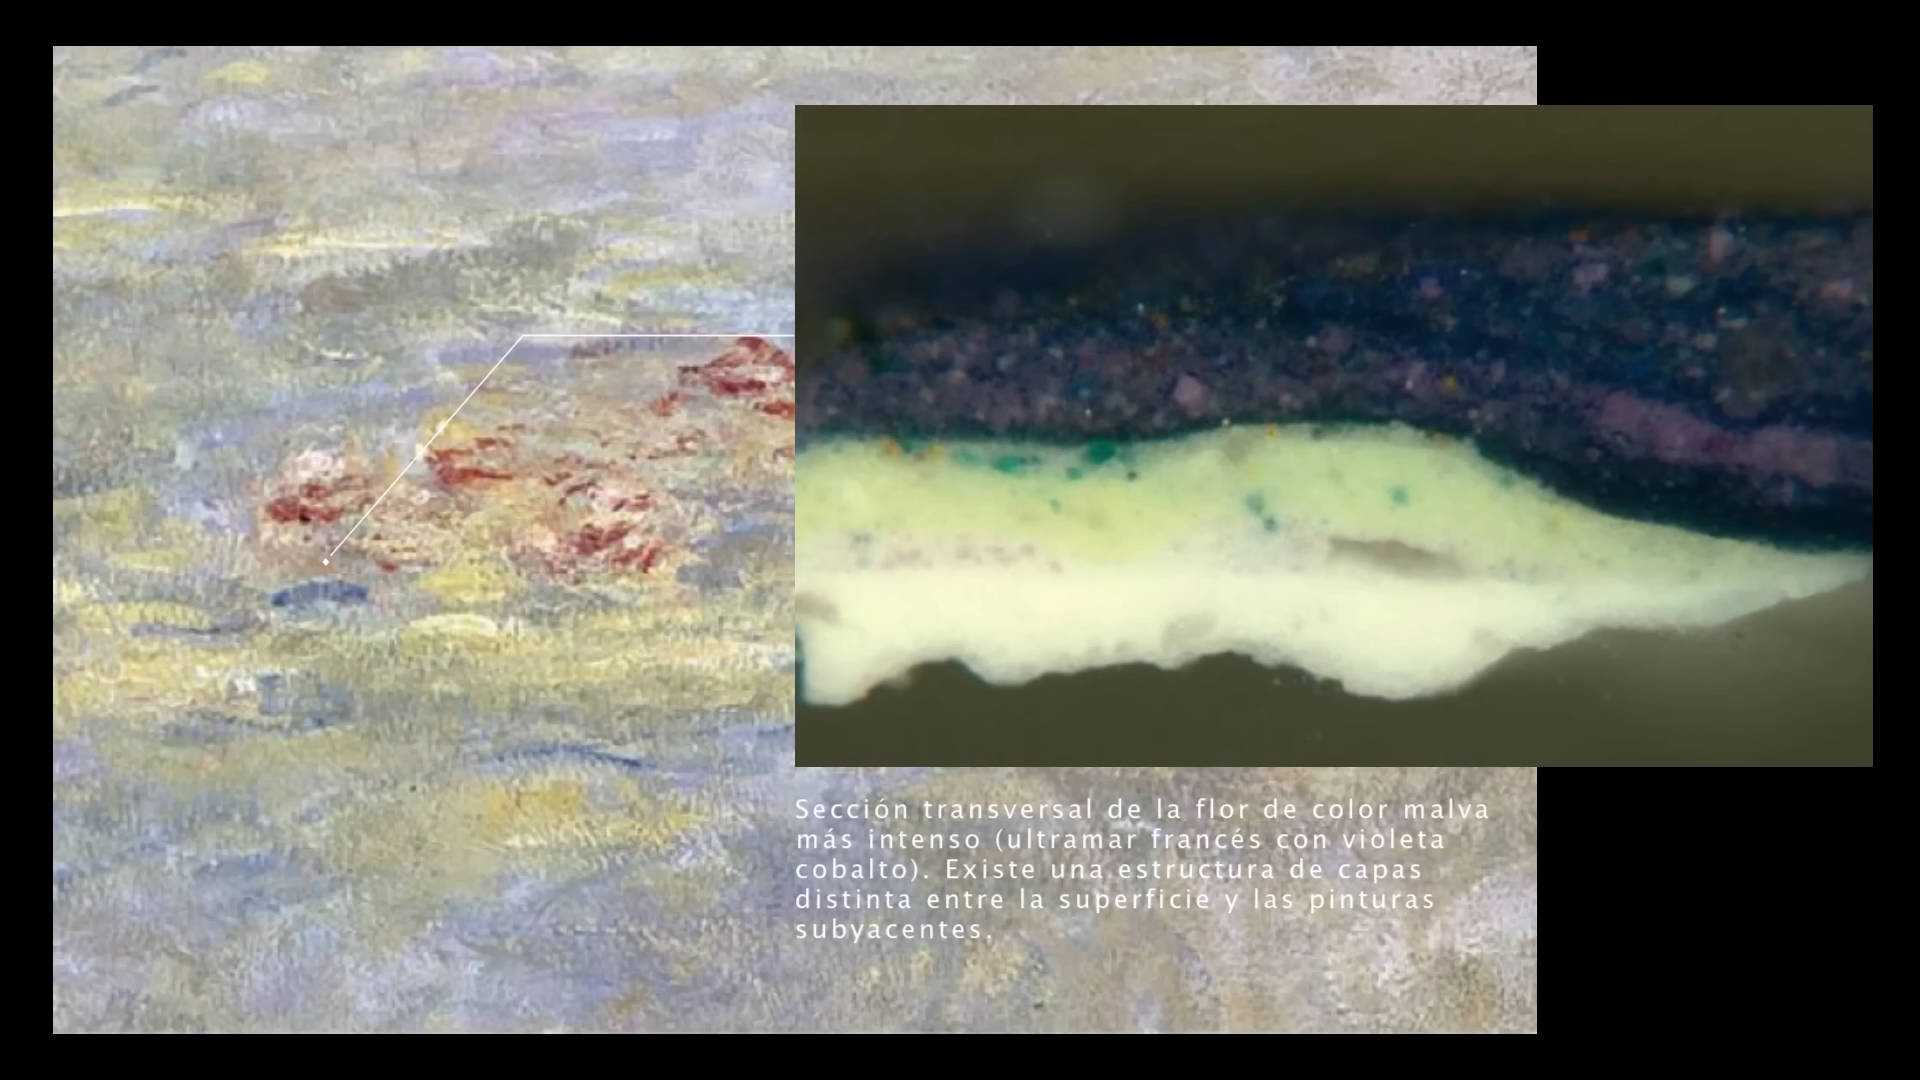 Sección transversal de la flor de color malva
más intenso (ultramar francés con violeta
cobalto). Existe una estructura de capas
distinta entre la superficie y las pinturas
subyacentes.